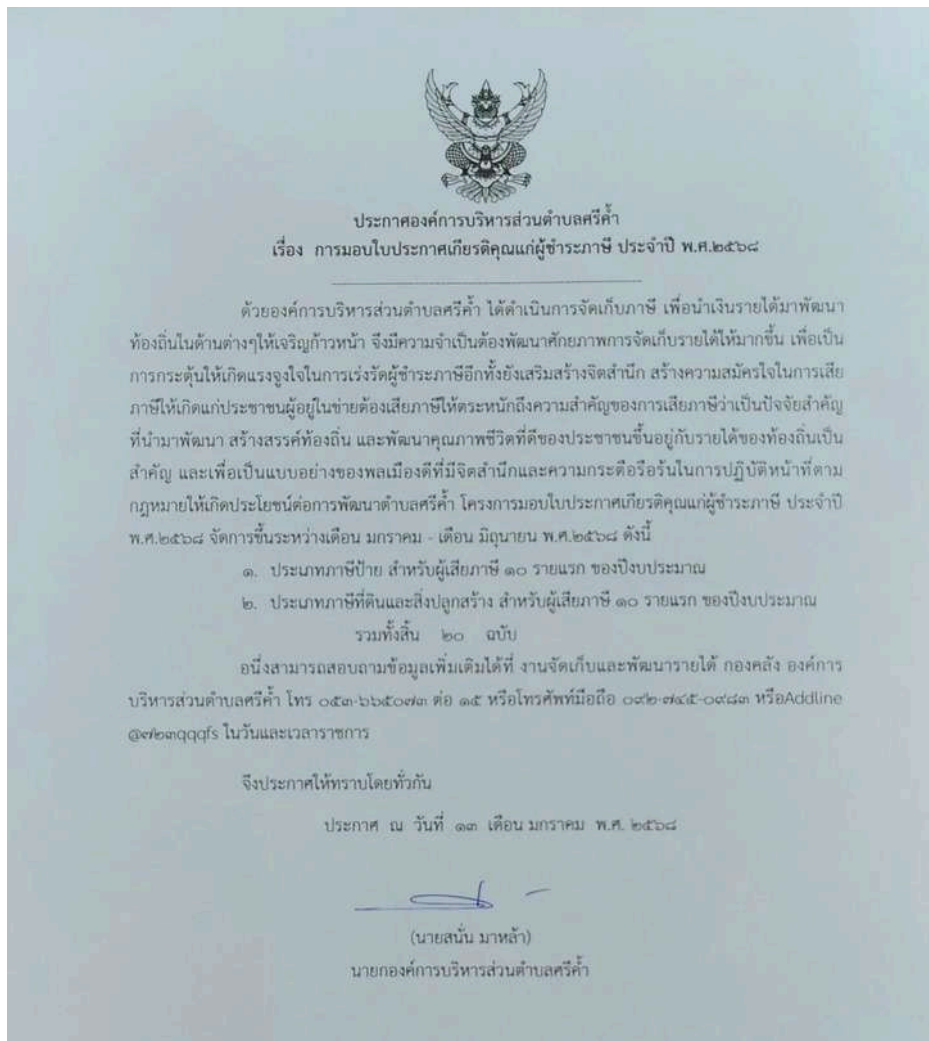 ประกาศองค์การบริหารส่วนตำบลศรีค้ำ
เรื่อง การมอบใบประกาศเกียรติคุณแก่ผู้ชำระภาษี ประจำปี พ.ศ.๒๕๖๘
ด้วยองค์การบริหารส่วนตำบลศรีค้ำ ได้ดำเนินการจัดเก็บภาษี เพื่อนำเงินรายได้มาพัฒนา
ท้องถิ่นในด้านต่างๆให้เจริญก้าวหน้า จึงมีความจำเป็นต้องพัฒนาศักยภาพการจัดเก็บรายได้ให้มากขึ้น เพื่อเป็น
การกระตุ้นให้เกิดแรงจูงใจในการเร่งรัดผู้ชำระภาษีอีกทั้งยังเสริมสร้างจิตสำนึก สร้างความสมัครใจในการเสีย
ภาษีให้เกิดแก่ประชาชนผู้อยู่ในข่ายต้องเสียภาษีให้ตระหนักถึงความสำคัญของการเสียภาษีว่าเป็นปัจจัยสำคัญ
ที่นำมาพัฒนา สร้างสรรค์ท้องถิ่น และพัฒนาคุณภาพชีวิตที่ดีของประชาชนขึ้นอยู่กับรายได้ของท้องถิ่นเป็น
สำคัญ และเพื่อเป็นแบบอย่างของพลเมืองดีที่มีจิตสำนึกและความกระตือรือร้นในการปฏิบัติหน้าที่ตาม
กฎหมายให้เกิดประโยชน์ต่อการพัฒนาตำบลศรีค้ำ โครงการมอบใบประกาศเกียรติคุณแก่ผู้ชำระภาษี ประจำปี
พ.ศ.๒๕๖๘ จัดการขึ้นระหว่างเดือน มกราคม - เดือน มิถุนายน พ.ศ.๒๕๖๘ ดังนี้
๑. ประเภทภาษีป้าย สำหรับผู้เสียภาษี ๑๐ รายแรก ของปีงบประมาณ
๒. ประเภทภาษีที่ดินและสิ่งปลูกสร้าง สำหรับผู้เสียภาษี ๑๐ รายแรก ของปีงบประมาณ
รวมทั้งสิ้น ๒๐ ฉบับ
อนึ่งสามารถสอบถามข้อมูลเพิ่มเติมได้ที่ งานจัดเก็บและพัฒนารายได้ กองคลัง องค์การ
บริหารส่วนตำบลศรีค้ำ โทร ๐๕๓-๖๖๕๐๗๓ ต่อ ๑๕ หรือโทรศัพท์มือถือ ๐๙๒-๗๔๕-๐๙๘๓ หรือAddline
@๗๒๓qqqfs ในวันและเวลาราชการ
จึงประกาศให้ทราบโดยทั่วกัน
ประกาศ ณ วันที่ ๑๓ เดือน มกราคม พ.ศ. ๒๕๖๘
(นายสนั่น มาหล้า)
นายกองค์การบริหารส่วนตำบลศรีค้ำ